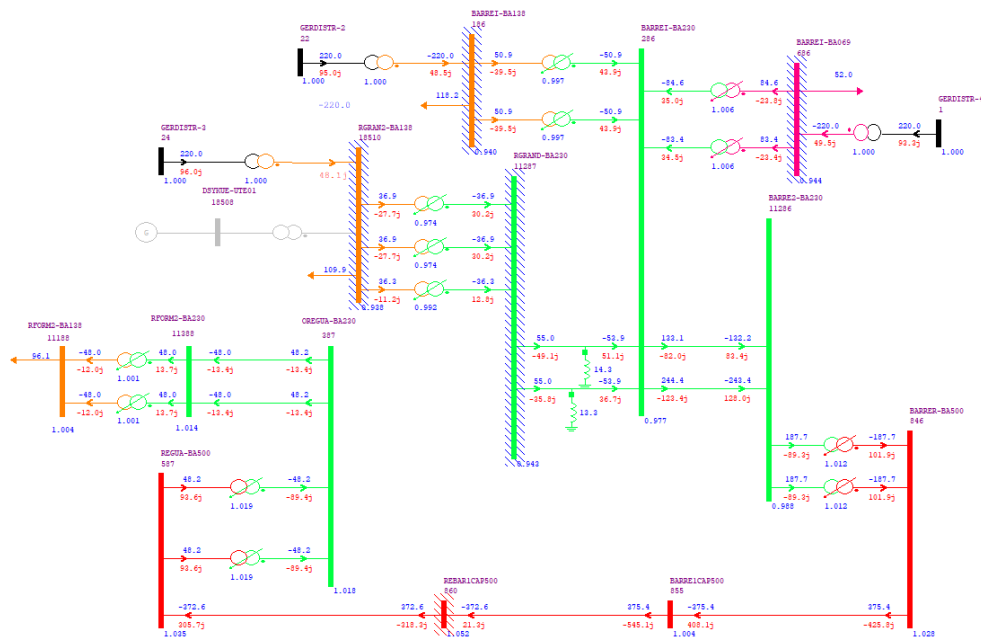 BARREI-BA138
186
GERDISTR-2
22
220.0
95.0j
1.000
1.000
-220.0
48.5j
50.9
-39.5j
0.997
-50.9
43.9j
BARREI-BA230
286
BARREI-BA069
686
-84.6
35.0j
1.006
84.6
-23.8j
52.0
118.2
-220.0
50.9
-39.5j
0.997
-50.9
43.9j
0.940
-83.4
34.5j
1.006
83.4
-23.4j
0.944
-220.0
49.5j
1.000
220.0
93.3j
1.000
GERDISTR-4
1
GERDISTR-3
24
220.0
96.0j
1.000
1.000
48.1j
RGRAN2-BA138
18510
RGRAND-BA230
11287
DSYHUE-UTE01
18508
G
36.9
-27.7j
0.974
-36.9
30.2j
36.9
-27.7j
0.974
-36.9
30.2j
109.9
36.3
-11.2j
0.992
-36.3
12.8j
0.938
BARRE2-BA230
11286
RFORM2-BA138
11188
RFORM2-BA230
11388
OREGUA-BA230
387
96.1
-48.0
-12.0j
1.001
48.0
13.7j
-48.0
-13.4j
48.2
-13.4j
-48.0
-12.0j
1.001
48.0
13.7j
-48.0
-13.4j
48.2
-13.4j
1.004
1.014
55.0
-49.1j
-53.9
51.1j
14.3
133.1
-82.0j
-132.2
83.4j
55.0
-35.8j
-53.9
36.7j
13.3
244.4
-123.4j
-243.4
128.0j
0.977
0.943
BARRER-BA500
846
187.7
-89.3j
1.012
-187.7
101.9j
187.7
-89.3j
1.012
-187.7
101.9j
0.988
REGUA-BA500
587
48.2
93.6j
1.019
-48.2
-89.4j
48.2
93.6j
1.019
-48.2
-89.4j
1.018
REBAR1CAP500
860
BARRE1CAP500
855
-372.6
305.7j
372.6
-318.3j
-372.6
21.3j
375.4
-545.1j
-375.4
408.1j
375.4
-425.8j
1.035
1.052
1.004
1.028